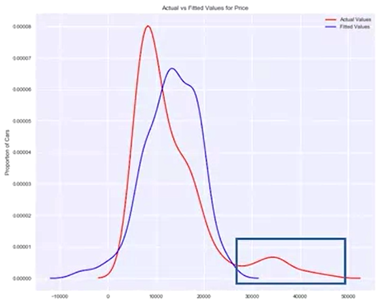 Actual vs Fitted Values for Price
Actual Values
Fitted Values
Proportion of Cars
0.00008
0.00007
0.00006
0.00005
0.00004
0.00003
0.00002
0.00001
0.00000
-10000 0 10000 20000 30000 40000 50000